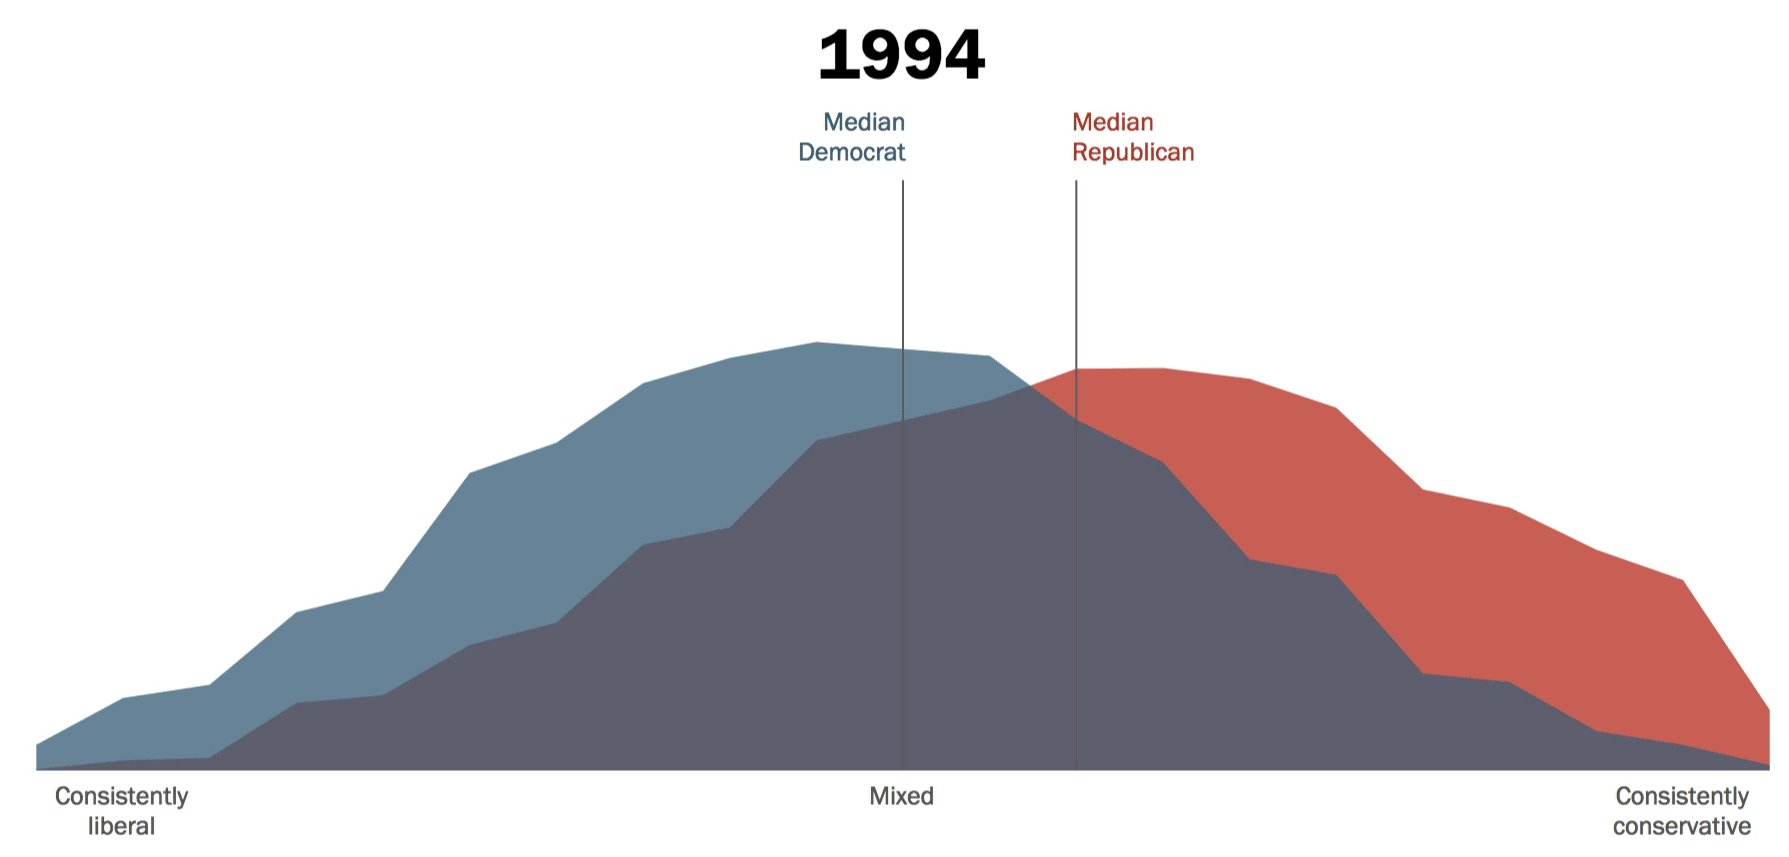 1994
Median
Democrat
Median
Republican
Consistently
liberal
Mixed
Consistently
conservative